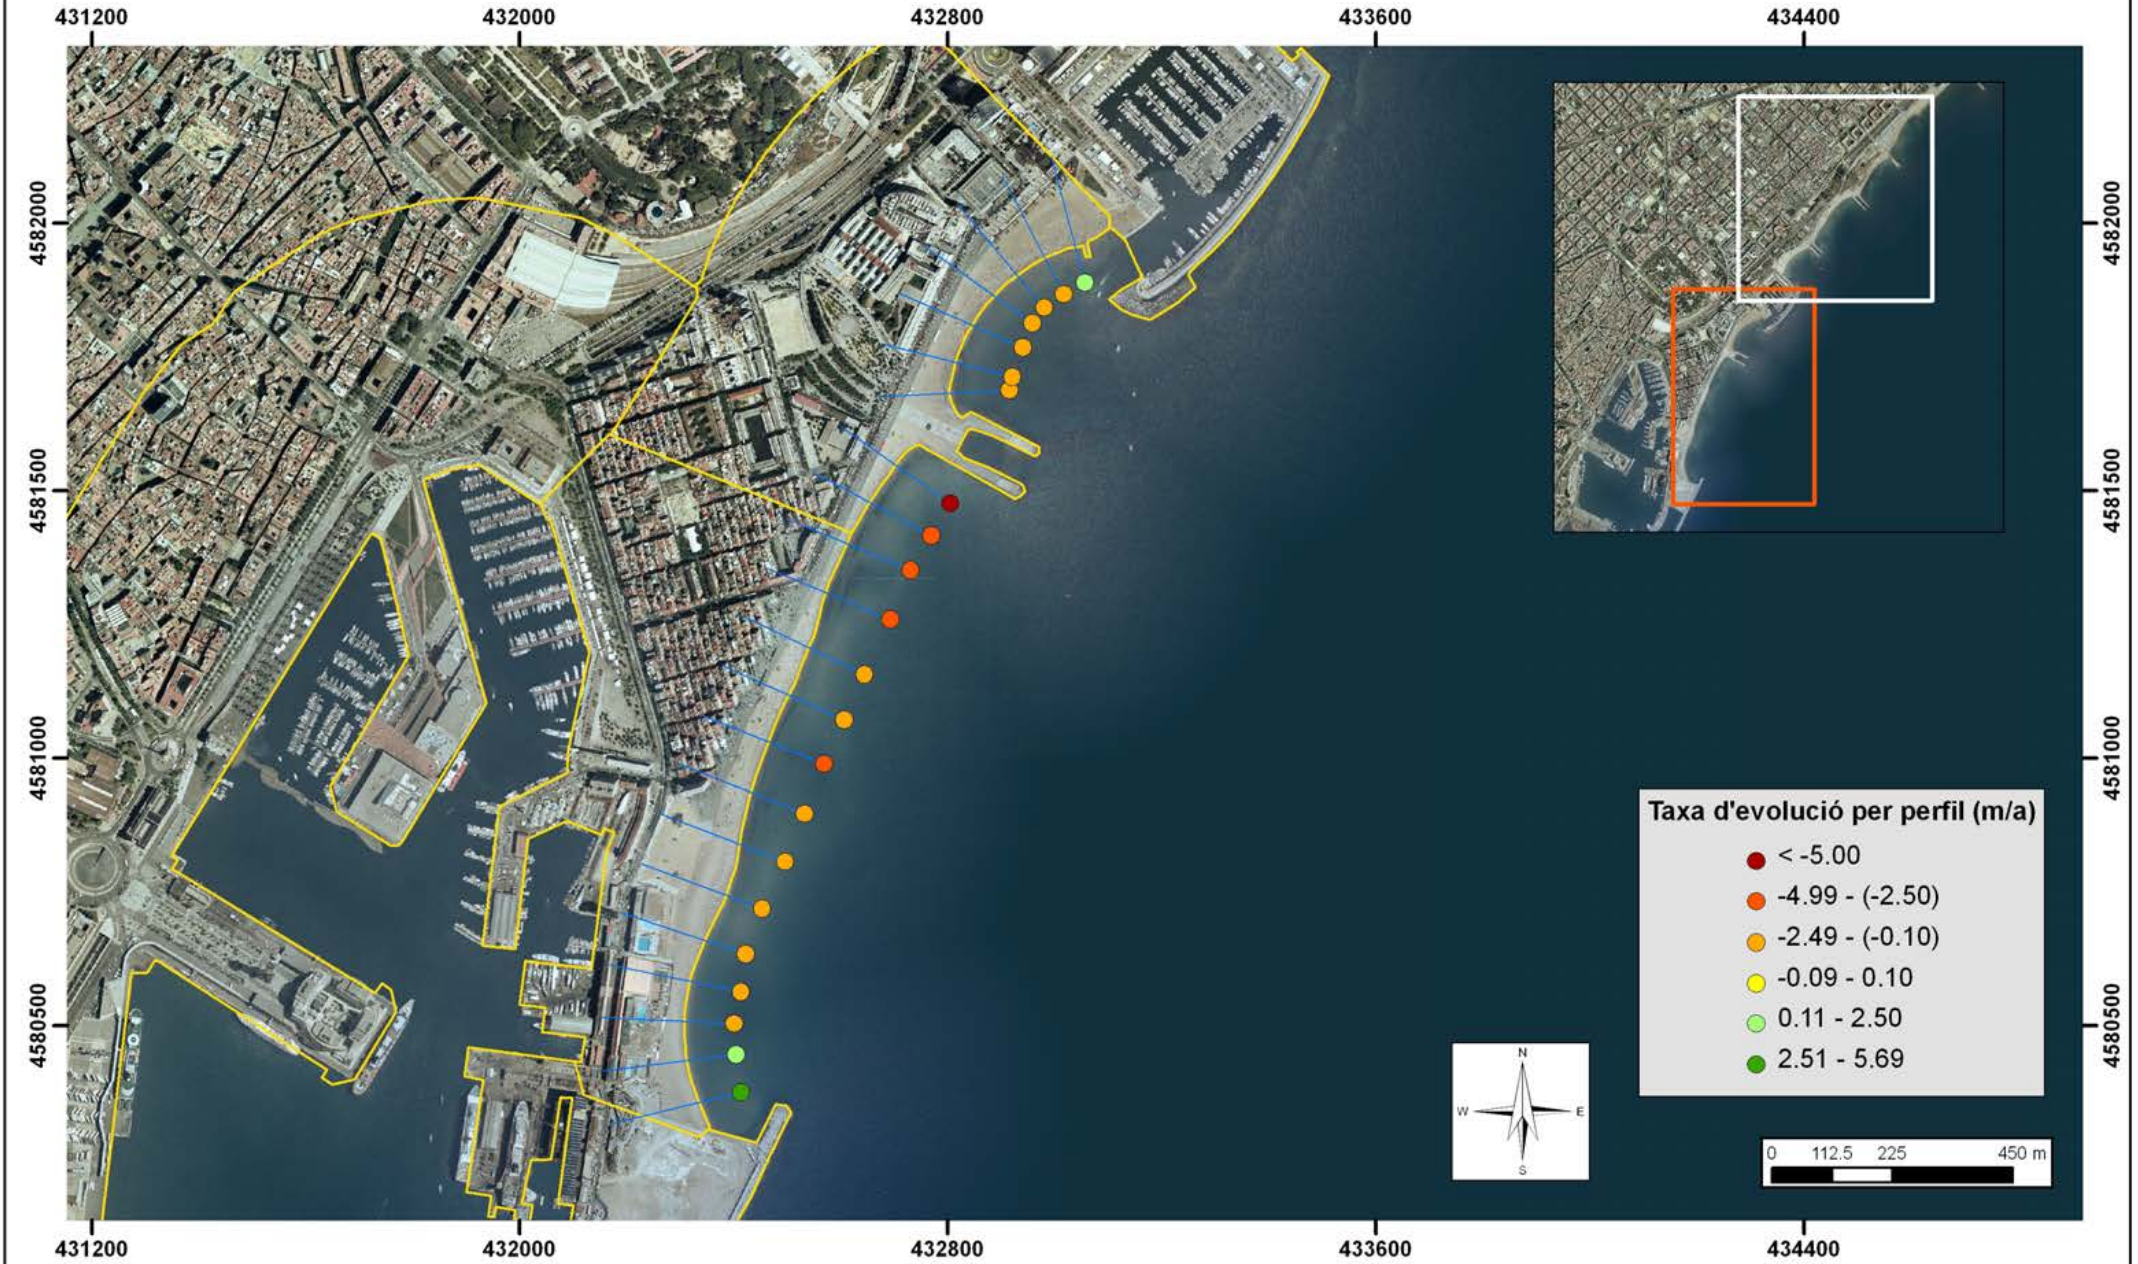 431200 432000 432800 433600 434400
4582000 4582000
4581500 4581500
4581000 4581000
4580500 4580500
Taxa d'evolució per perfil (m/a)
< -5.00
-4.99 - (-2.50)
-2.49 - (-0.10)
-0.09 - 0.10
0.11 - 2.50
2.51 - 5.69
N
W E
S
0 112.5 225 450 m
431200 432000 432800 433600 434400